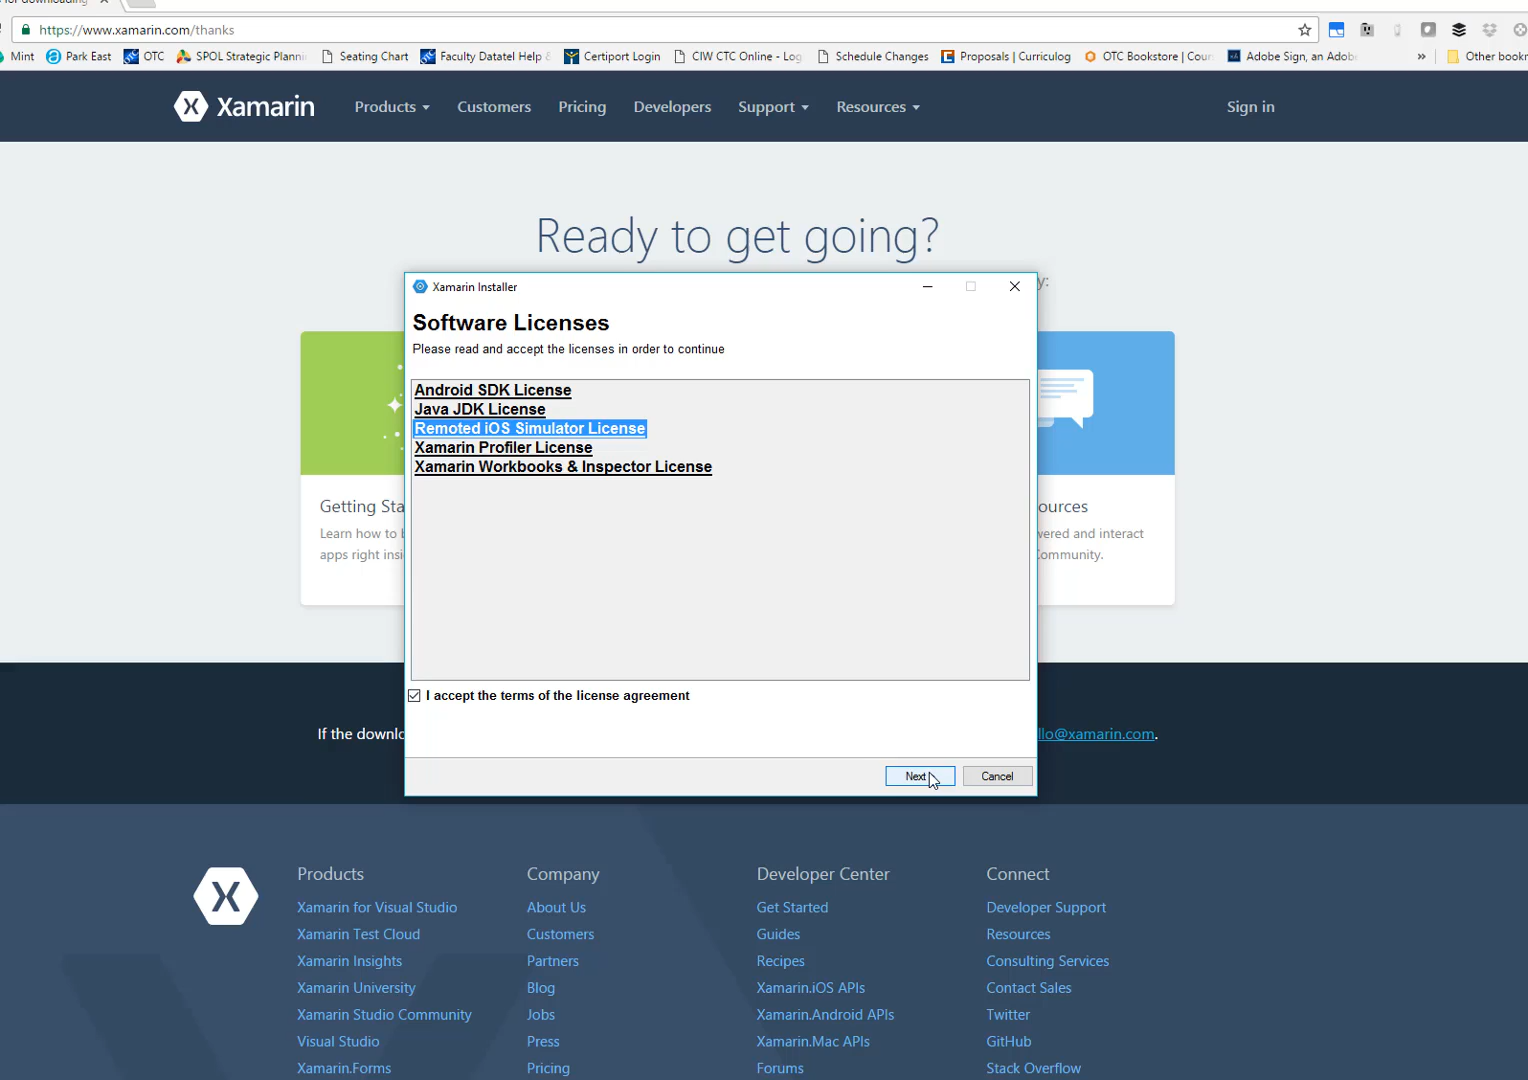 for downloading
https://www.xamarin.com/thanks
Mint Park East OTC SPOL Strategic Plannin Seating Chart Faculty Datatel Help & Certiport Login CIW CTC Online - Log Schedule Changes Proposals | Curriculog OTC Bookstore | Cour Adobe Sign, an Adobe » Other bookm
Xamarin Products Customers Pricing Developers Support Resources Sign in
Ready to get going?
y:
Xamarin Installer
Software Licenses
Please read and accept the licenses in order to continue
Android SDK License
Java JDK License
Remoted iOS Simulator License
Xamarin Profiler License
Xamarin Workbooks & Inspector License
Getting Sta
Learn how to b
apps right insi
ources
wered and interact
Community.
I accept the terms of the license agreement
If the downlo
llo@xamarin.com.
Next Cancel
Products
Xamarin for Visual Studio
Xamarin Test Cloud
Xamarin Insights
Xamarin University
Xamarin Studio Community
Visual Studio
Xamarin.Forms
Company
About Us
Customers
Partners
Blog
Jobs
Press
Pricing
Developer Center
Get Started
Guides
Recipes
Xamarin.iOS APIs
Xamarin.Android APIs
Xamarin.Mac APIs
Forums
Connect
Developer Support
Resources
Consulting Services
Contact Sales
Twitter
GitHub
Stack Overflow